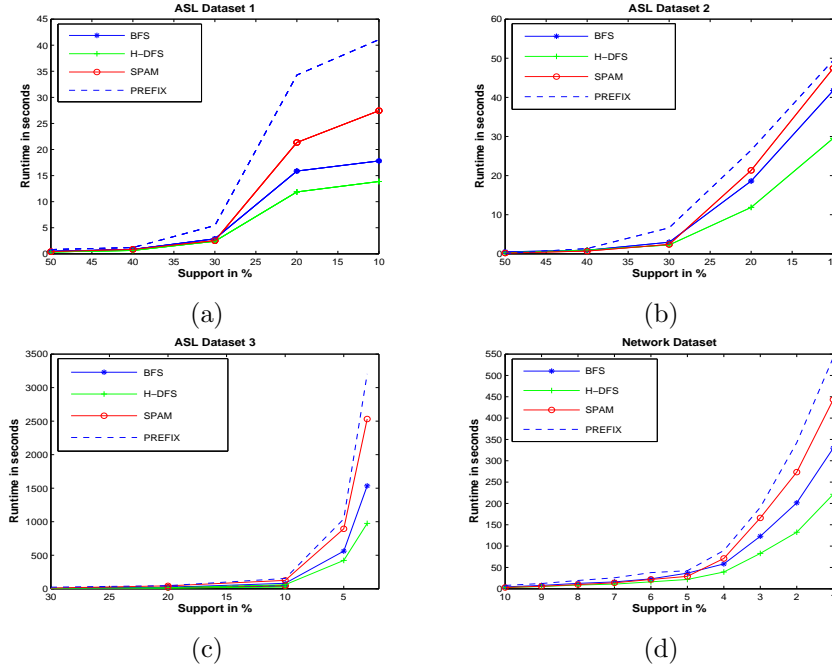 ASL Dataset 1
45
40
35
30
25
20
15
10
5
0
Runtime in seconds
BFS
H-DFS
SPAM
PREFIX
50 45 40 35 30 25 20 15 10
Support in %
(a)
ASL Dataset 2
60
50
40
30
20
10
0
Runtime in seconds
BFS
H-DFS
SPAM
PREFIX
50 45 40 35 30 25 20 15
Support in %
(b)
ASL Dataset 3
3500
3000
2500
2000
1500
1000
500
0
Runtime in seconds
BFS
H-DFS
SPAM
PREFIX
30 20 10 5
Support in %
(c)
Network Dataset
550
500
450
400
350
300
250
200
150
100
50
0
Runtime in seconds
BFS
H-DFS
SPAM
PREFIX
10 9 8 7 6 5 4 3 2
Support in %
(d)